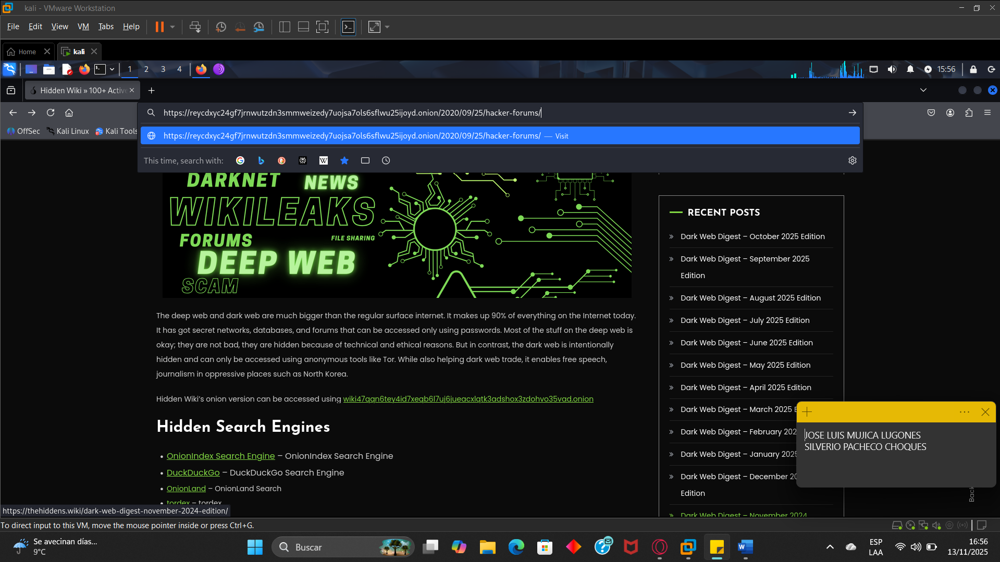 kali - VMware Workstation
File Edit View VM Tabs Help
Home
kali
1 2 3 4
15:56
Hidden Wiki » 100+ Active
https://reycdxyc24gf7jrnwutzdn3smmweizedy7uojsa7ols6sflwu25ijoyd.onion/2020/09/25/hacker-forums/
OffSec Kali Linux Kali Tools
https://reycdxyc24gf7jrnwutzdn3smmweizedy7uojsa7ols6sflwu25ijoyd.onion/2020/09/25/hacker-forums/ — Visit
This time, search with:
DARKNET NEWS
WIKILEAKS
FORUMS FILE SHARING
DEEP WEB
SCAM
The deep web and dark web are much bigger than the regular surface internet. It makes up 90% of everything on the Internet today.
It has got secret networks, databases, and forums that can be accessed only using passwords. Most of the stuff on the deep web is
okay; they are not bad, they are hidden because of technical and ethical reasons. But in contrast, the dark web is intentionally
hidden and can only be accessed using anonymous tools like Tor. While also helping dark web trade, it enables free speech,
journalism in oppressive places such as North Korea.
Hidden Wiki's onion version can be accessed using wiki47qqn6tey4id7xeqb6l7uj6jueacxlqtk3adshox3zdohvo35vad.onion
Hidden Search Engines
• OnionIndex Search Engine – OnionIndex Search Engine
• DuckDuckGo – DuckDuckGo Search Engine
• OnionLand – OnionLand Search
• tordex – tordex
RECENT POSTS
» Dark Web Digest – October 2025 Edition
» Dark Web Digest – September 2025
Edition
» Dark Web Digest – August 2025 Edition
» Dark Web Digest – July 2025 Edition
» Dark Web Digest – June 2025 Edition
» Dark Web Digest – May 2025 Edition
» Dark Web Digest – April 2025 Edition
» Dark Web Digest – March 2025 E
» Dark Web Digest – February 202
» Dark Web Digest – January 2025
» Dark Web Digest – December 20
Edition
» Dark Web Digest – November 2024
JOSE LUIS MUJICA LUGONES
SILVERIO PACHECO CHOQUES
Back
https://thehiddens.wiki/dark-web-digest-november-2024-edition/
To direct input to this VM, move the mouse pointer inside or press Ctrl+G.
Se avecinan días...
9°C
Buscar
ESP
LAA
16:56
13/11/2025